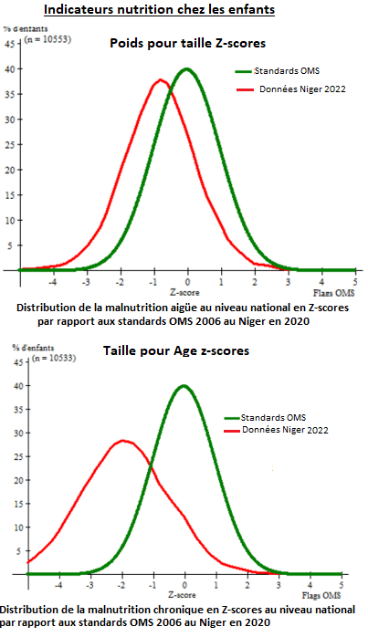 Indicateurs nutrition chez les enfants
% d'enfants
(n = 10553)
Poids pour taille Z-scores
45
40
35
30
25
20
15
10
5
Standards OMS
Données Niger 2022
-4 -3 -2 -1 0 1 2 3 4 5
Z-score
Flags OMS
Distribution de la malnutrition aigüe au niveau national en Z-scores
par rapport aux standards OMS 2006 au Niger en 2020
Taille pour Age z-scores
% d'enfants
(n = 10533)
45
40
35
30
25
20
15
10
5
Standards OMS
Données Niger 2022
-4 -3 -2 -1 0 1 2 3 4 5
Z-score
Flags OMS
Distribution de la malnutrition chronique en Z-scores au niveau national
par rapport aux standards OMS 2006 au Niger en 2020